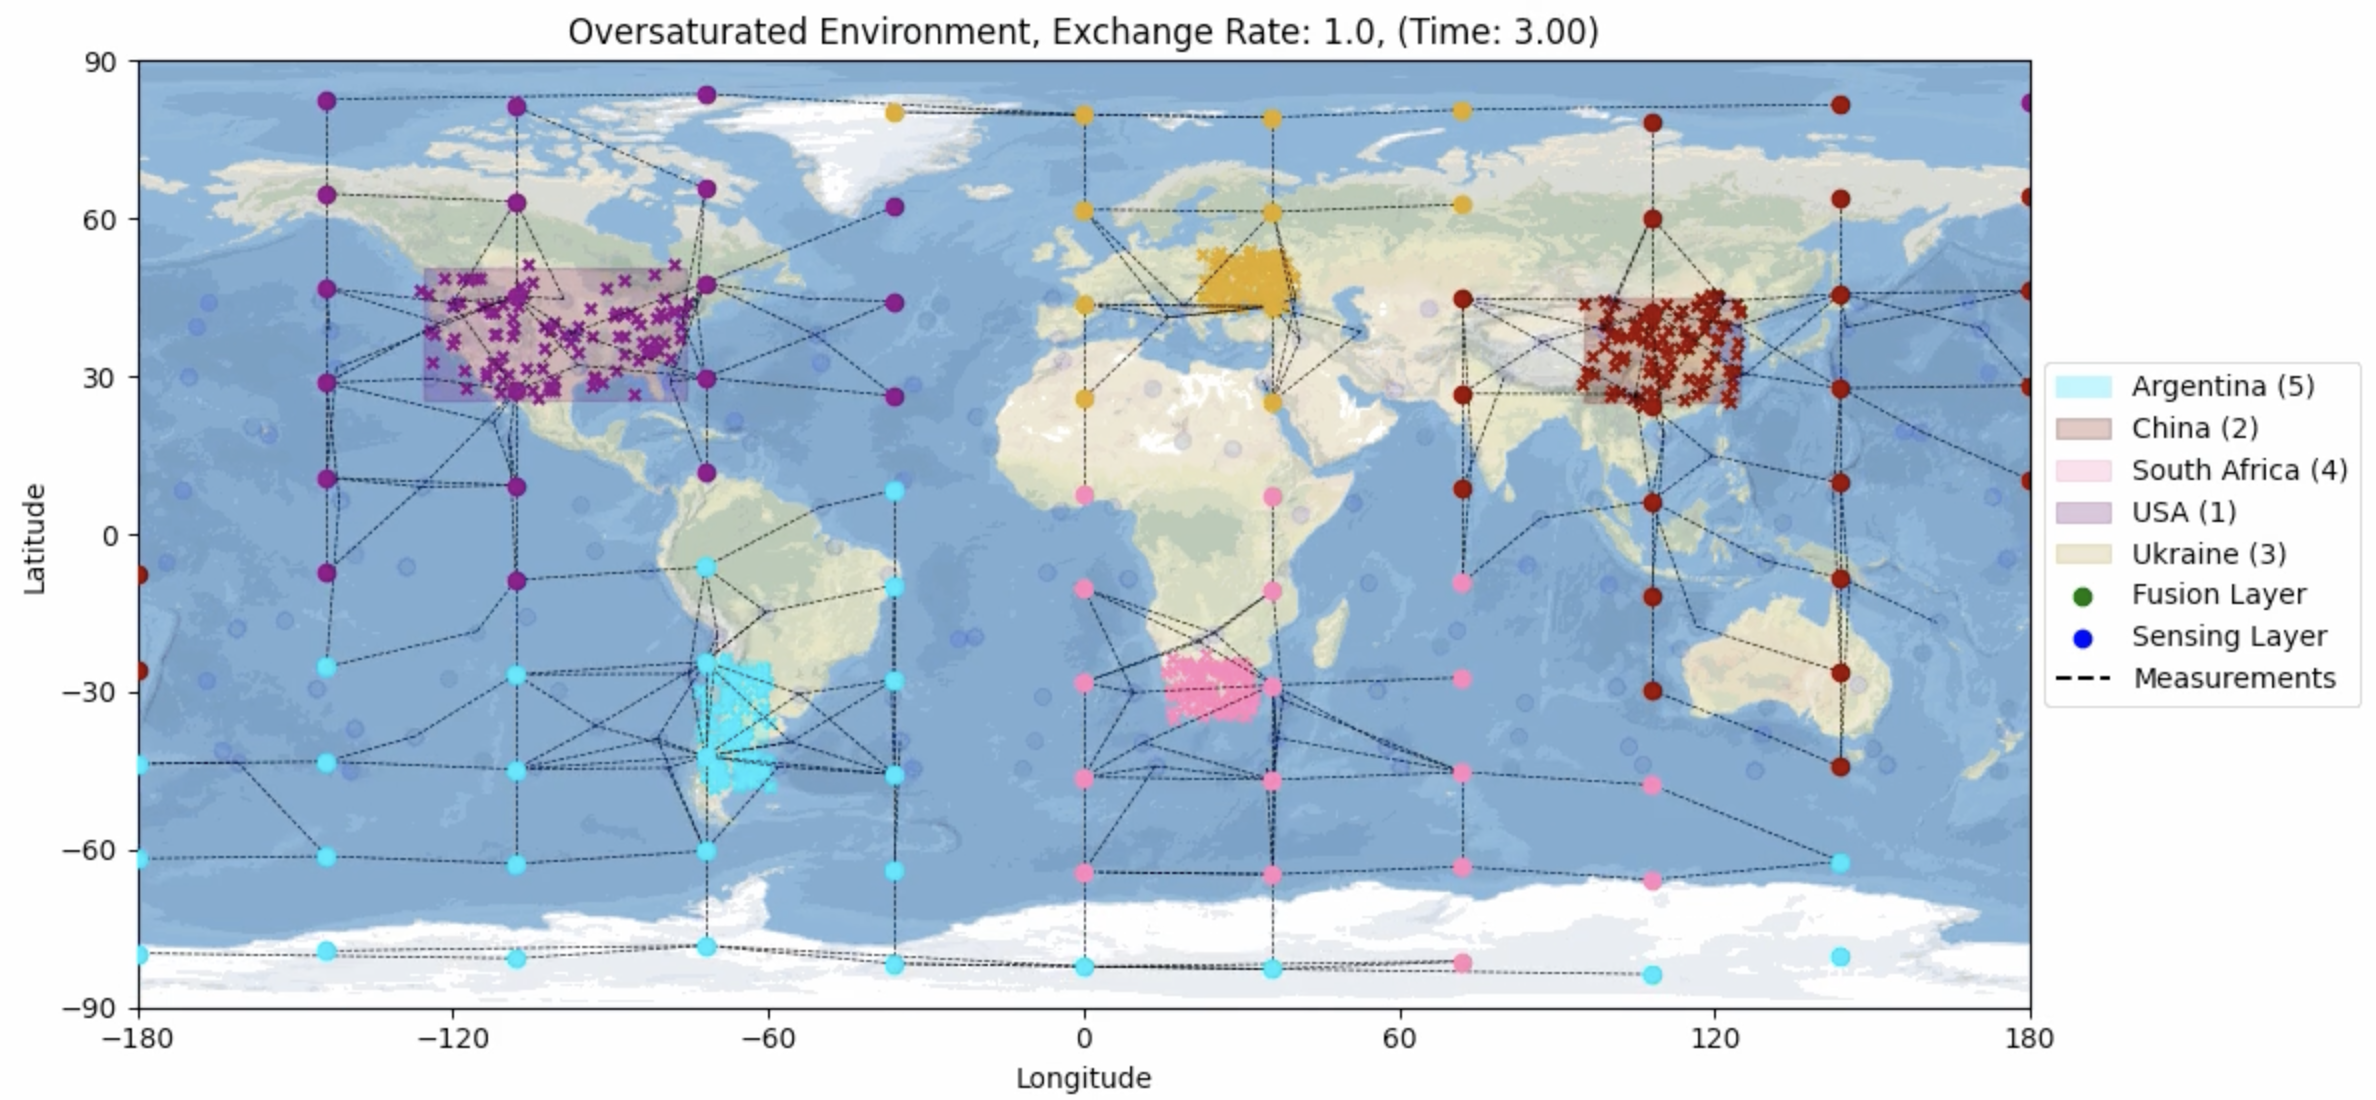 Oversaturated Environment, Exchange Rate: 1.0, (Time: 3.00)
90
60
30
0
−30
−60
−90
Latitude
−180
−120
−60
0
60
120
180
Longitude
Argentina (5)
China (2)
South Africa (4)
USA (1)
Ukraine (3)
Fusion Layer
Sensing Layer
Measurements